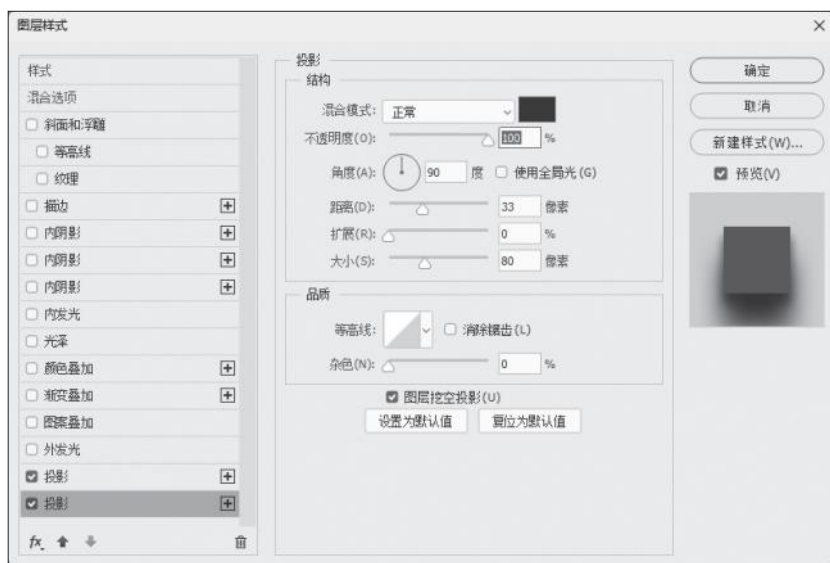 图层样式
样式
混合选项
斜面和浮雕
等高线
纹理
描边
内阴影
内阴影
内阴影
内发光
光泽
颜色叠加
渐变叠加
图案叠加
外发光
投影
投影
fx
投影
结构
混合模式: 正常
不透明度(O): 100 %
角度(A): 90 度 使用全局光(G)
距离(D): 33 像素
扩展(R): 0 %
大小(S): 80 像素
品质
等高线: 消除锯齿(L)
杂色(N): 0 %
图层挖空投影(U)
设置为默认值 复位为默认值
确定
取消
新建样式(W)...
预览(V)